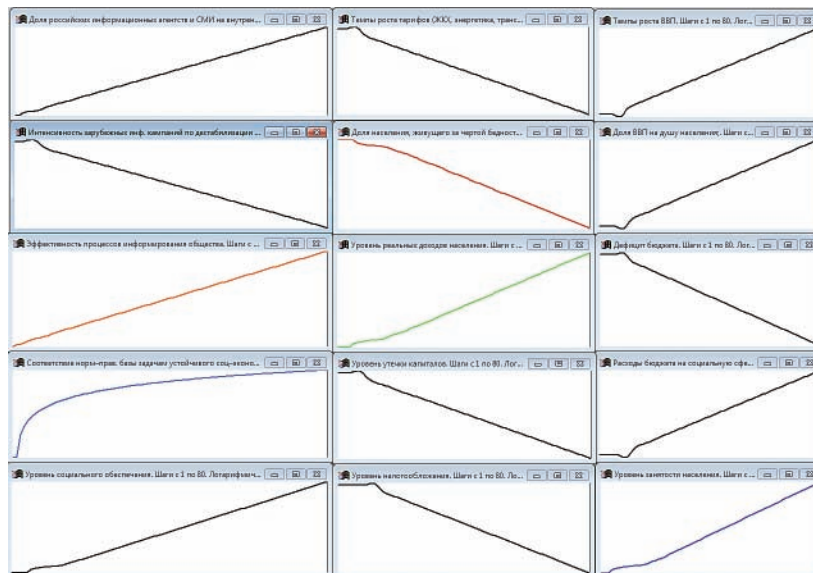 Доля российских информационных агентств и СМИ на внутрен...
Темпы роста тарифов (ЖКХ, энергетика, транс...
Темпы роста ВВП. Шаги с 1 по 80. Лог...
Интенсивность зарубежных инф. кампаний по дестабилизации ...
Доля населения, живущего за чертой бедност...
Доля ВВП на душу населения;. Шаги с...
Эффективность процессов информирования общества. Шаги с ...
Уровень реальных доходов населения. Шаги с ...
Дефицит бюджета. Шаги с 1 по 80. Лог...
Соответствие норм-прав. базы задачам устойчивого соц-эконо...
Уровень утечки капиталов. Шаги с 1 по 80. Лог...
Расходы бюджета на социальную сфе...
Уровень социального обеспечения. Шаги с 1 по 80. Логарифмич...
Уровень налогообложения. Шаги с 1 по 80. Ло...
Уровень занятости населения. Шаги с ...